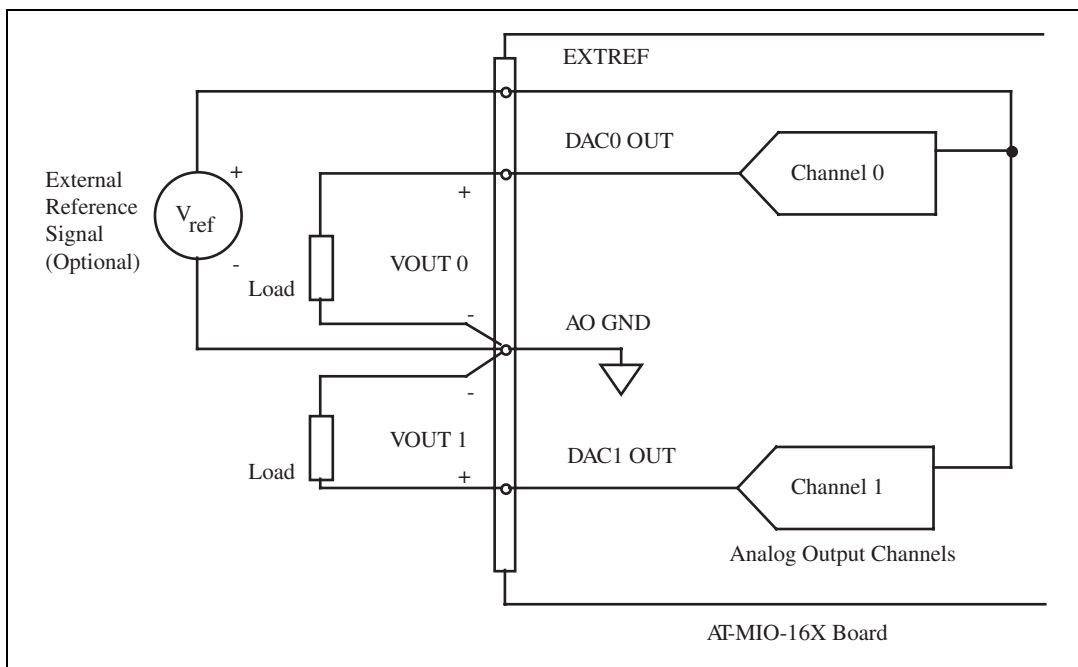 EXTREF
DAC0 OUT
Channel 0
External
Reference
Signal
(Optional)
+
Vref
-
+
VOUT 0
Load
-
AO GND
-
VOUT 1
Load
+
DAC1 OUT
Channel 1
Analog Output Channels
AT-MIO-16X Board